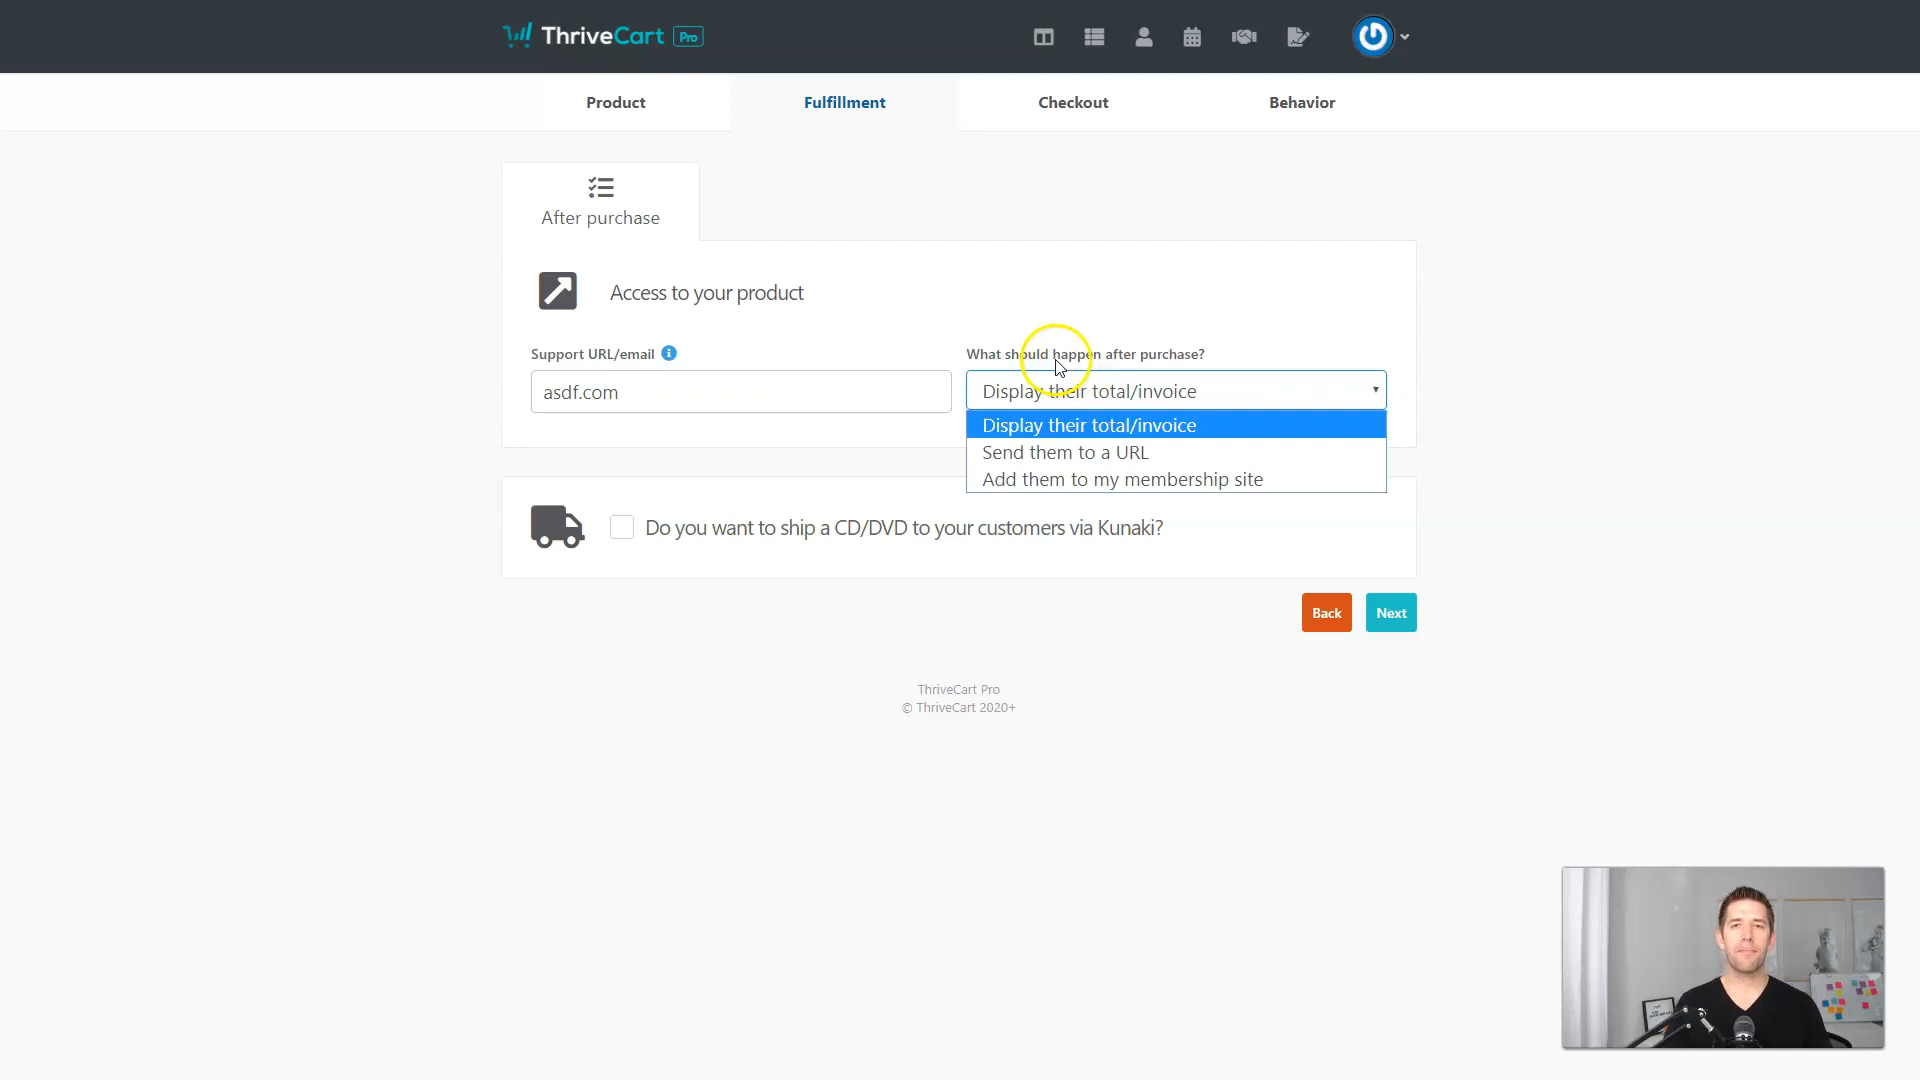 ThriveCart Pro
Product
Fulfillment
Checkout
Behavior
After purchase
Access to your product
Support URL/email
What should happen after purchase?
asdf.com
Display their total/invoice
Display their total/invoice
Send them to a URL
Add them to my membership site
Do you want to ship a CD/DVD to your customers via Kunaki?
Back
Next
ThriveCart Pro
© ThriveCart 2020+